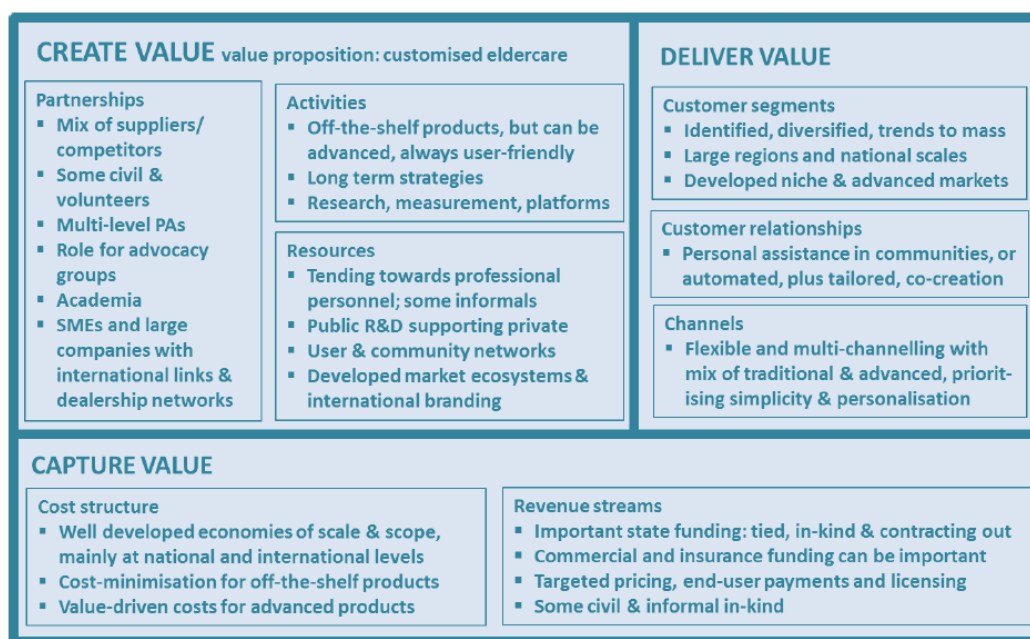 CREATE VALUE value proposition: customised eldercare
Partnerships
▪ Mix of suppliers/
competitors
▪ Some civil &
volunteers
▪ Multi-level PAs
▪ Role for advocacy
groups
▪ Academia
▪ SMEs and large
companies with
international links &
dealership networks
Activities
▪ Off-the-shelf products, but can be
advanced, always user-friendly
▪ Long term strategies
▪ Research, measurement, platforms
Resources
▪ Tending towards professional
personnel; some informals
▪ Public R&D supporting private
▪ User & community networks
▪ Developed market ecosystems &
international branding
DELIVER VALUE
Customer segments
▪ Identified, diversified, trends to mass
▪ Large regions and national scales
▪ Developed niche & advanced markets
Customer relationships
▪ Personal assistance in communities, or
automated, plus tailored, co-creation
Channels
▪ Flexible and multi-channelling with
mix of traditional & advanced, priorit-
ising simplicity & personalisation
CAPTURE VALUE
Cost structure
▪ Well developed economies of scale & scope,
mainly at national and international levels
▪ Cost-minimisation for off-the-shelf products
▪ Value-driven costs for advanced products
Revenue streams
▪ Important state funding: tied, in-kind & contracting out
▪ Commercial and insurance funding can be important
▪ Targeted pricing, end-user payments and licensing
▪ Some civil & informal in-kind